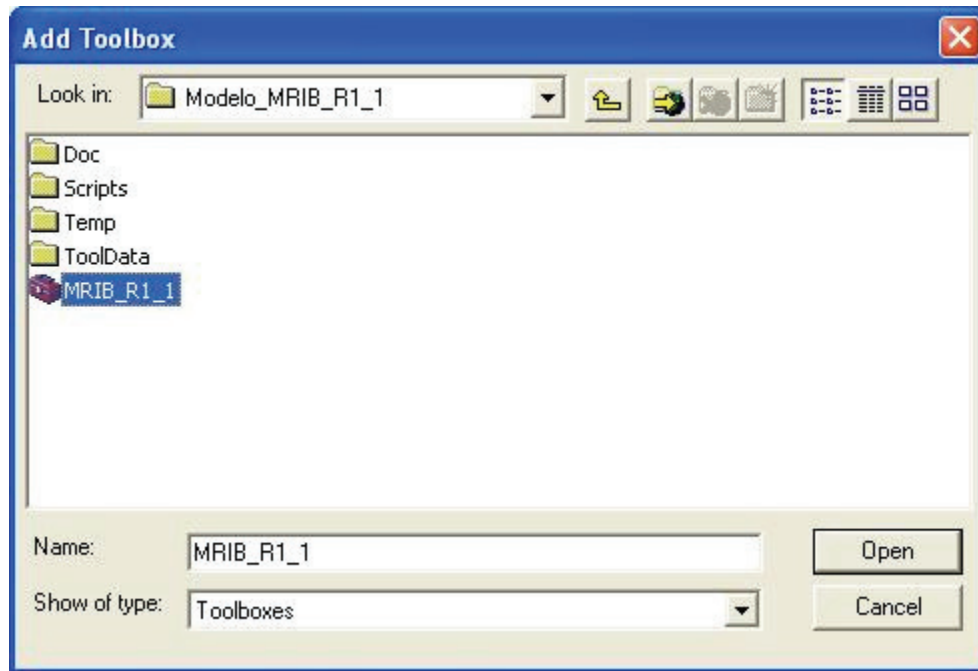 Add Toolbox
Look in: Modelo_MRIB_R1_1
Doc
Scripts
Temp
ToolData
MRIB_R1_1
Name: MRIB_R1_1 Open
Show of type: Toolboxes Cancel